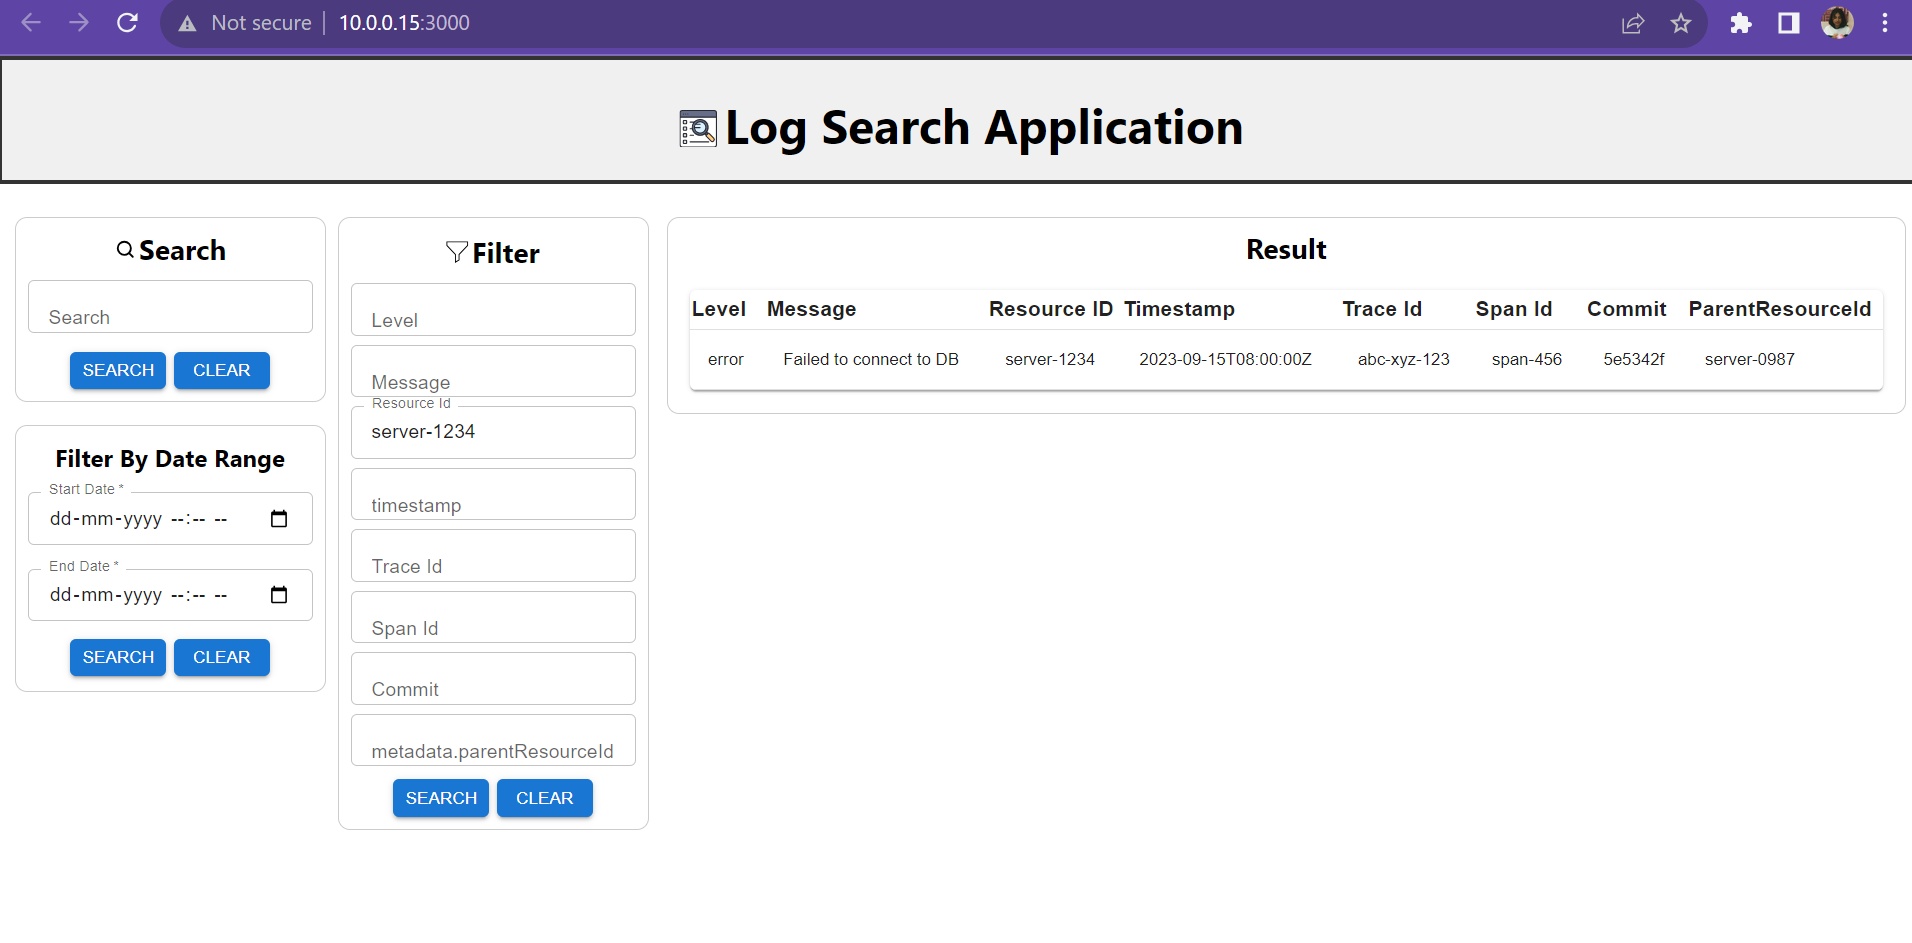 Not secure | 10.0.0.15:3000
Log Search Application
Search
Search
SEARCH CLEAR
Filter By Date Range
Start Date *
dd-mm-yyyy --:-- --
End Date *
dd-mm-yyyy --:-- --
SEARCH CLEAR
Filter
Level
Message
Resource Id
server-1234
timestamp
Trace Id
Span Id
Commit
metadata.parentResourceId
SEARCH CLEAR
Result
Level Message Resource ID Timestamp Trace Id Span Id Commit ParentResourceId
error Failed to connect to DB server-1234 2023-09-15T08:00:00Z abc-xyz-123 span-456 5e5342f server-0987